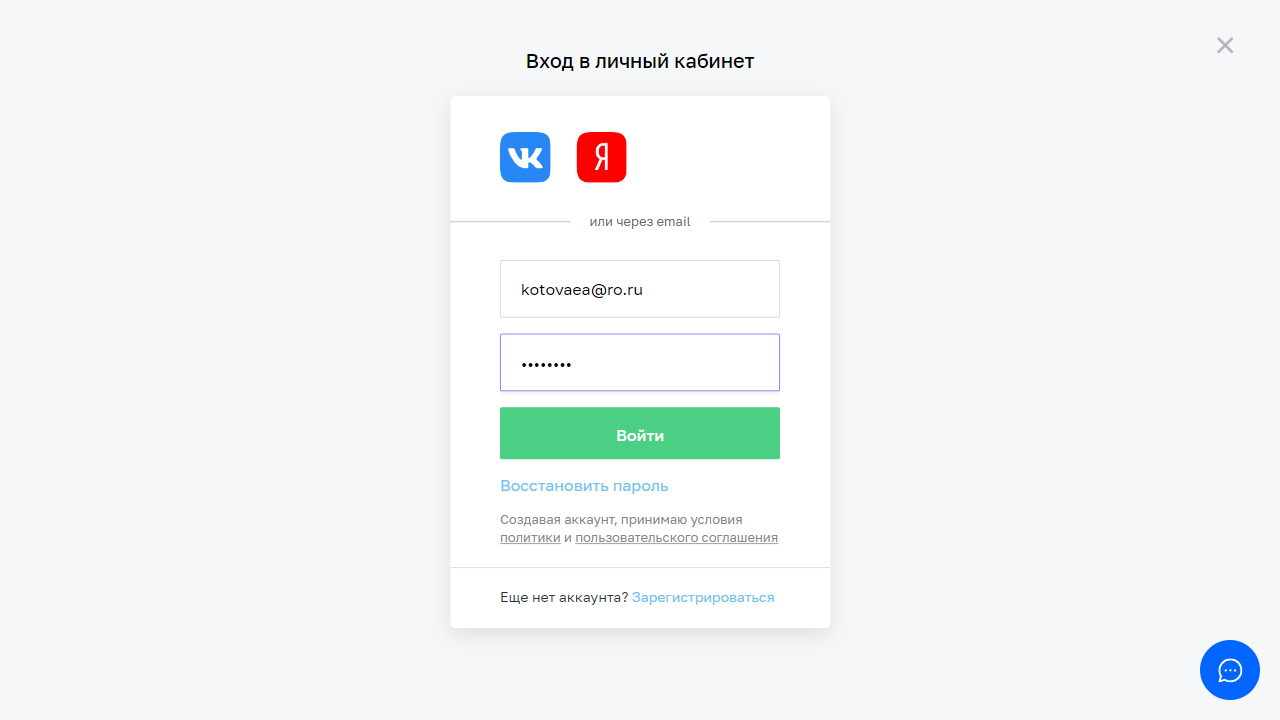 Вход в личный кабинет
или через email
kotovaea@ro.ru
••••••••
Войти
Восстановить пароль
Создавая аккаунт, принимаю условия
политики и пользовательского соглашения
Еще нет аккаунта? Зарегистрироваться